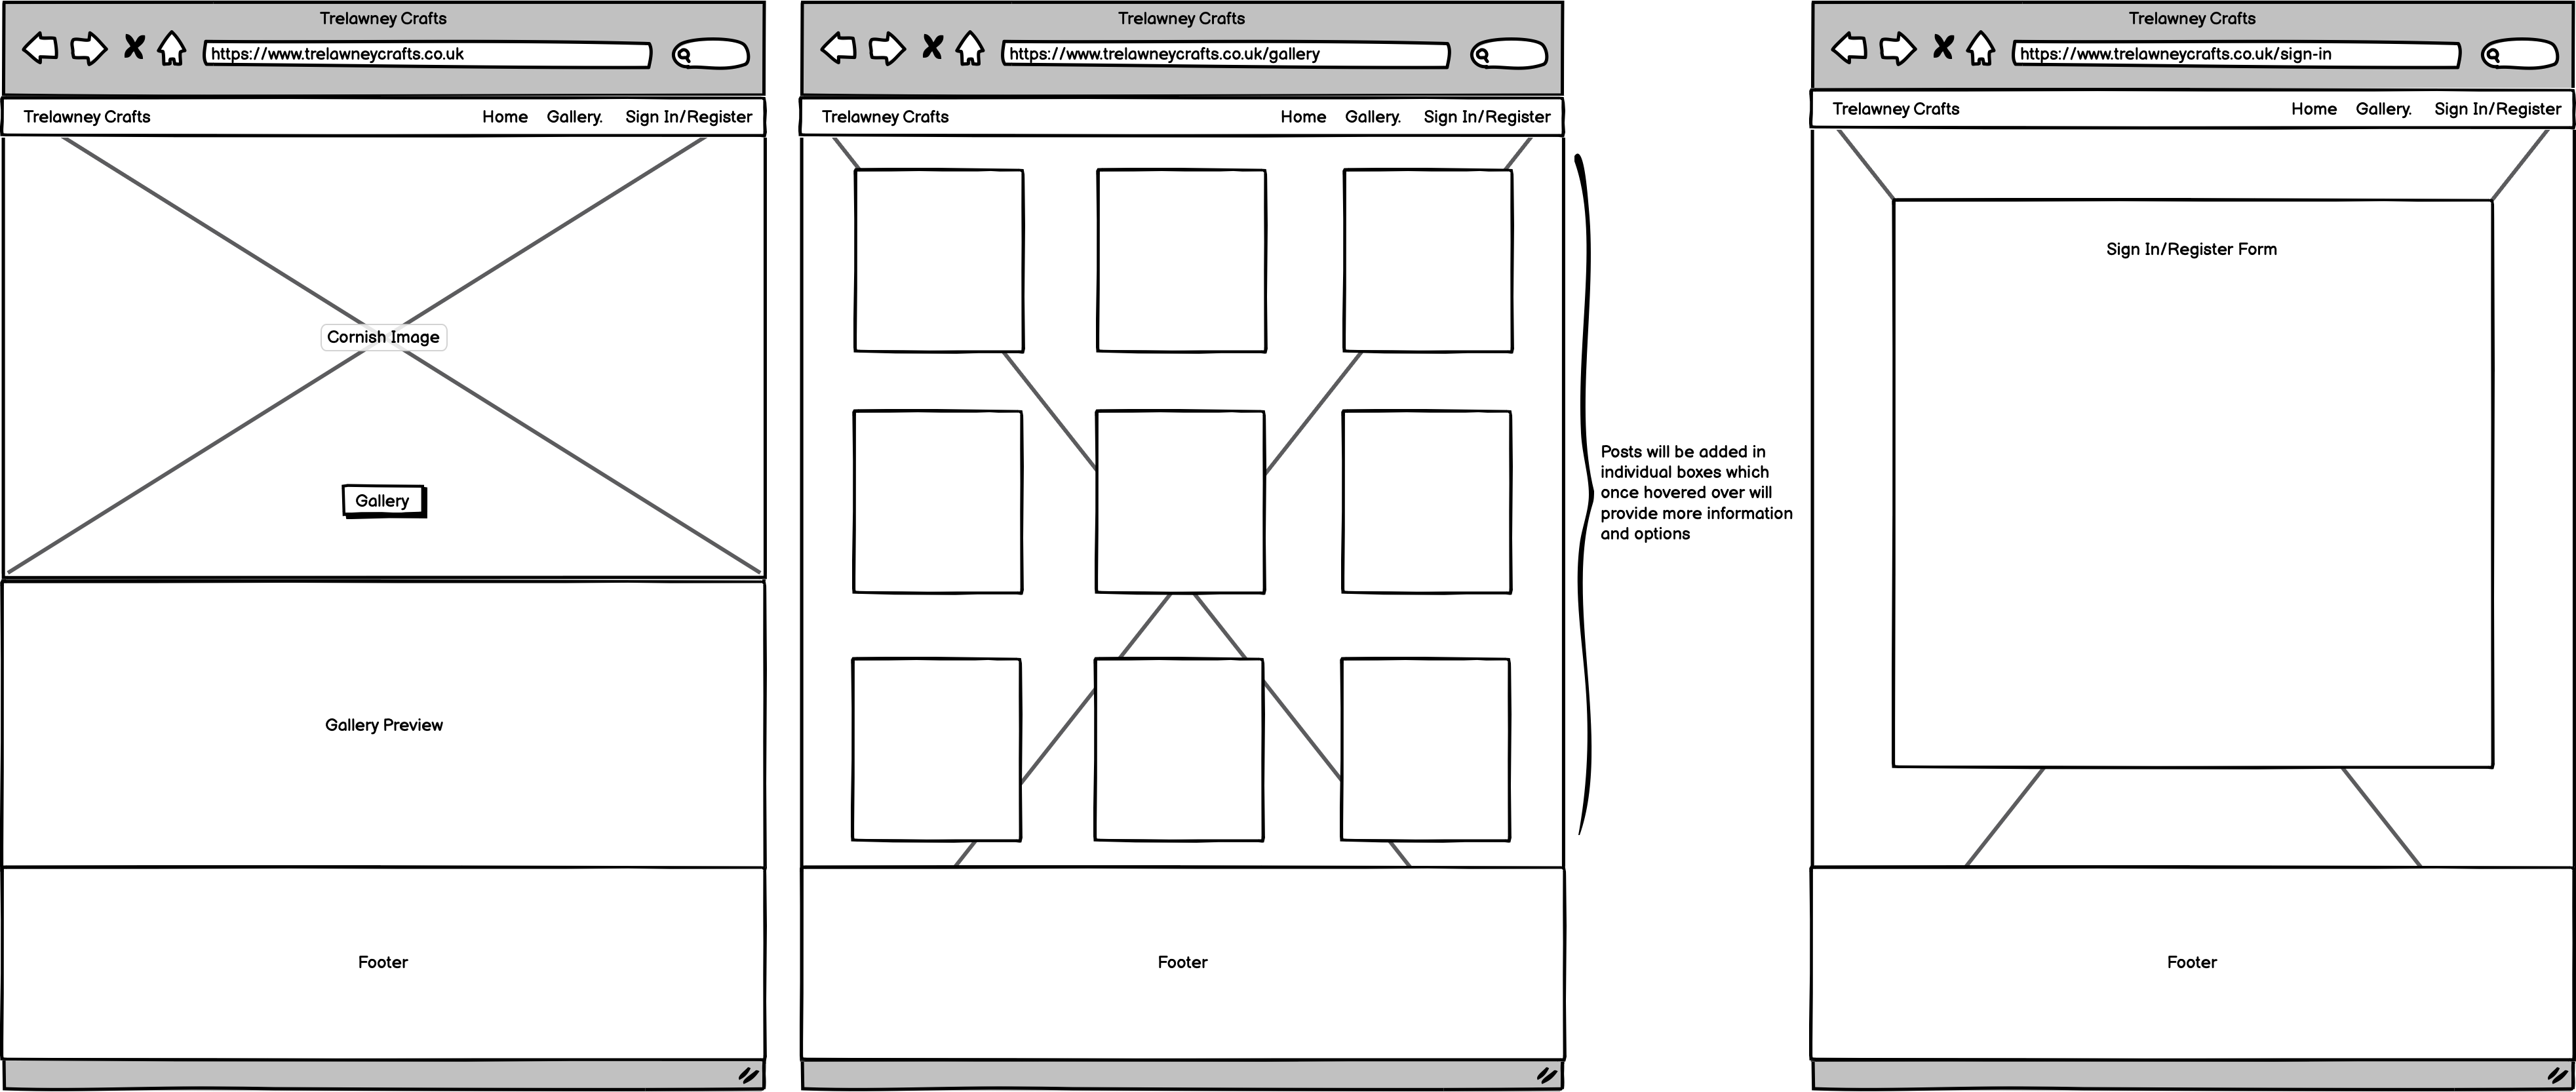 Trelawney Crafts
https://www.trelawneycrafts.co.uk
Trelawney Crafts
Home
Gallery.
Sign In/Register
Cornish Image
Gallery
Gallery Preview
Footer
Trelawney Crafts
https://www.trelawneycrafts.co.uk/gallery
Trelawney Crafts
Home
Gallery.
Sign In/Register
Footer
Posts will be added in
individual boxes which
once hovered over will
provide more information
and options
Trelawney Crafts
https://www.trelawneycrafts.co.uk/sign-in
Trelawney Crafts
Home
Gallery.
Sign In/Register
Sign In/Register Form
Footer